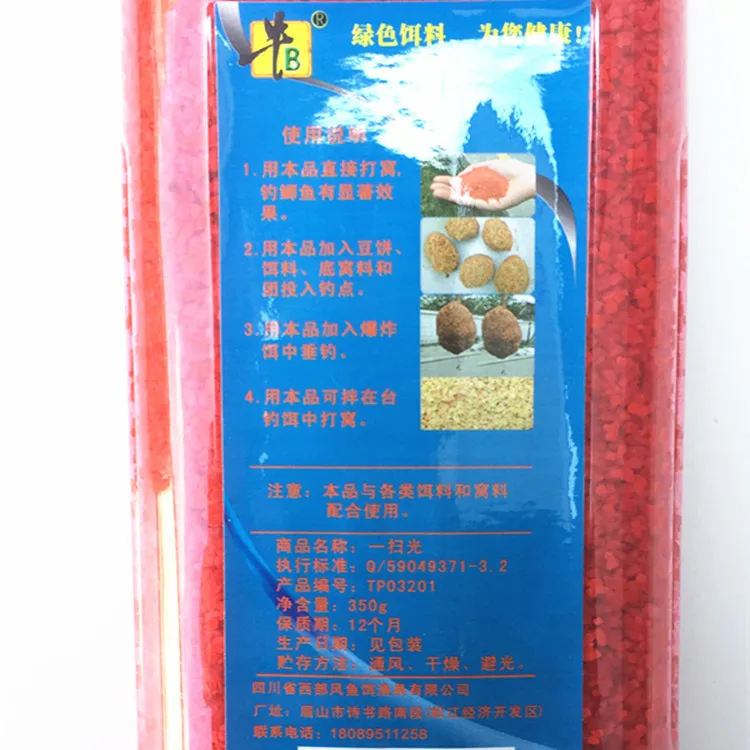 牛
B
®
绿色饵料 为您健康!
使用说明
1.用本品直接打窝,
钓鲫鱼有显著效
果。
2.用本品加入豆饼、
饵料、底窝料和
团投入钓点。
3.用本品加入爆炸
饵中垂钓。
4.用本品可拌在台
钓饵中打窝。
注意：本品与各类饵料和窝料
配合使用。
商品名称：一扫光
执行标准：Q/59049371-3.2
产品编号：TP03201
净含量：350g
保质期：12个月
生产日期：见包装
贮存方法：通风、干燥、避光。
四川省西部风鱼饵渔具有限公司
厂址：眉山市诗书路南段(岷江经济开发区)
联系电话：18089511258